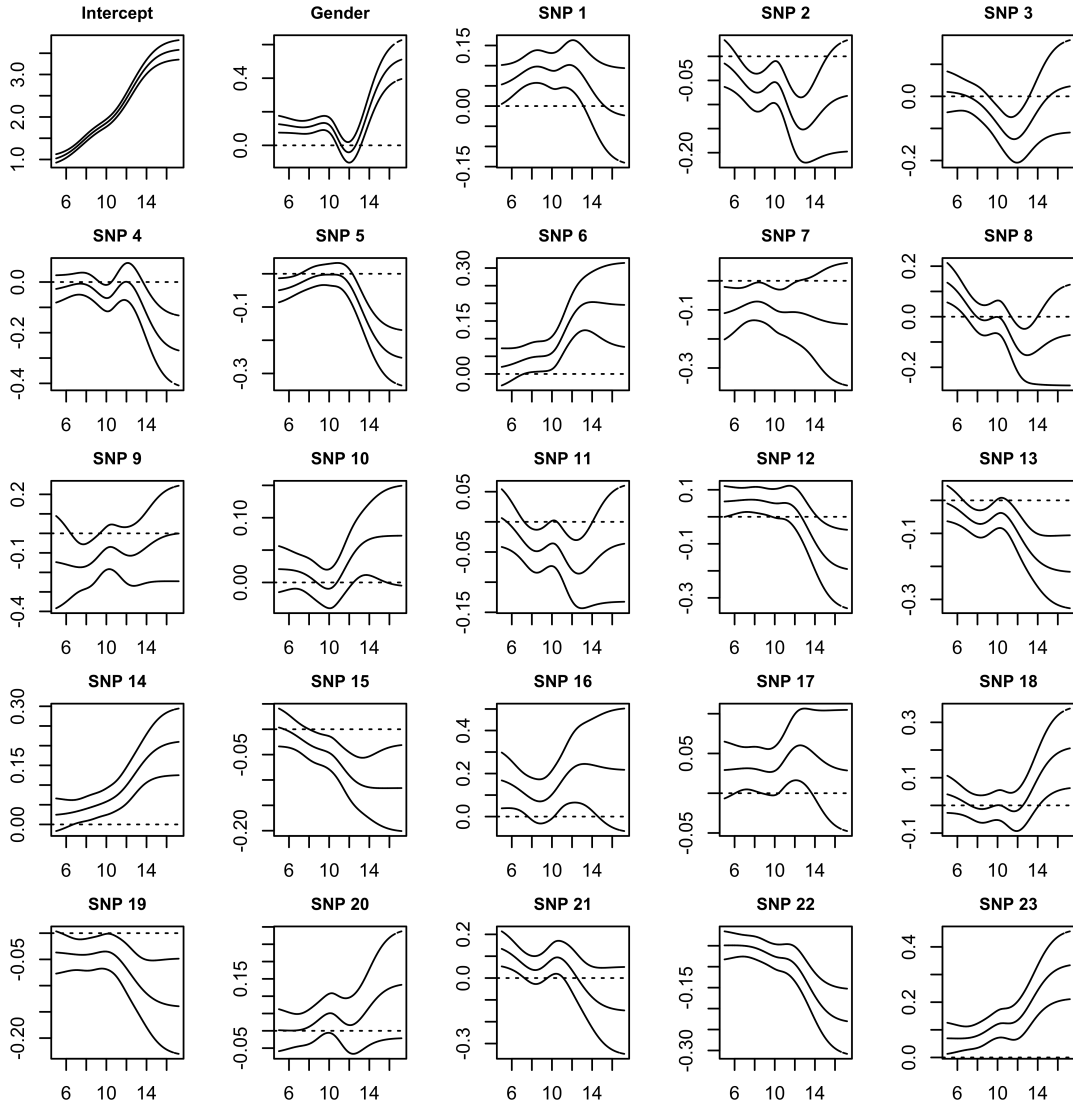 Intercept
3.0
2.0
1.0
6 10 14
Gender
0.4
0.0
6 10 14
SNP 1
0.15
0.00
-0.15
6 10 14
SNP 2
-0.05
-0.20
6 10 14
SNP 3
0.0
-0.2
6 10 14
SNP 4
0.0
-0.2
-0.4
6 10 14
SNP 5
-0.1
-0.3
6 10 14
SNP 6
0.30
0.15
0.00
6 10 14
SNP 7
-0.1
-0.3
6 10 14
SNP 8
0.2
0.0
-0.2
6 10 14
SNP 9
0.2
-0.1
-0.4
6 10 14
SNP 10
0.10
0.00
6 10 14
SNP 11
0.05
-0.05
-0.15
6 10 14
SNP 12
0.1
-0.1
-0.3
6 10 14
SNP 13
-0.1
-0.3
6 10 14
SNP 14
0.30
0.15
0.00
6 10 14
SNP 15
-0.05
-0.20
6 10 14
SNP 16
0.4
0.2
0.0
6 10 14
SNP 17
0.05
-0.05
6 10 14
SNP 18
0.3
0.1
-0.1
6 10 14
SNP 19
-0.05
-0.20
6 10 14
SNP 20
0.15
-0.05
6 10 14
SNP 21
0.2
0.0
-0.3
6 10 14
SNP 22
-0.15
-0.30
6 10 14
SNP 23
0.4
0.2
0.0
6 10 14